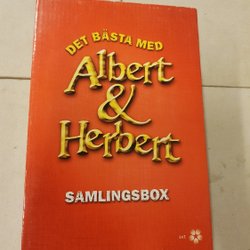 DET BÄSTA MED
Albert
&
Herbert
SAMLINGSBOX